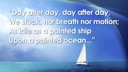 "Day after day, day after day,
We stuck, nor breath nor motion;
As idle as a painted ship
Upon a painted ocean..."